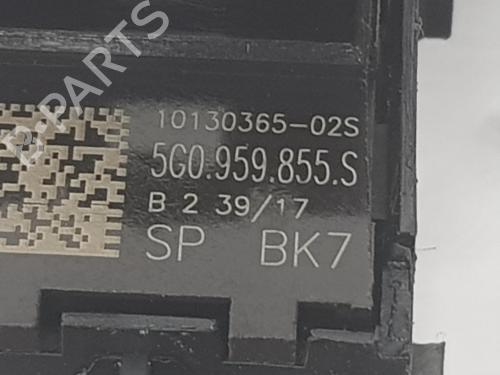 10130365-02S
5G0.959.855.S
B 2 39/17
SP BK7
B-PARTS